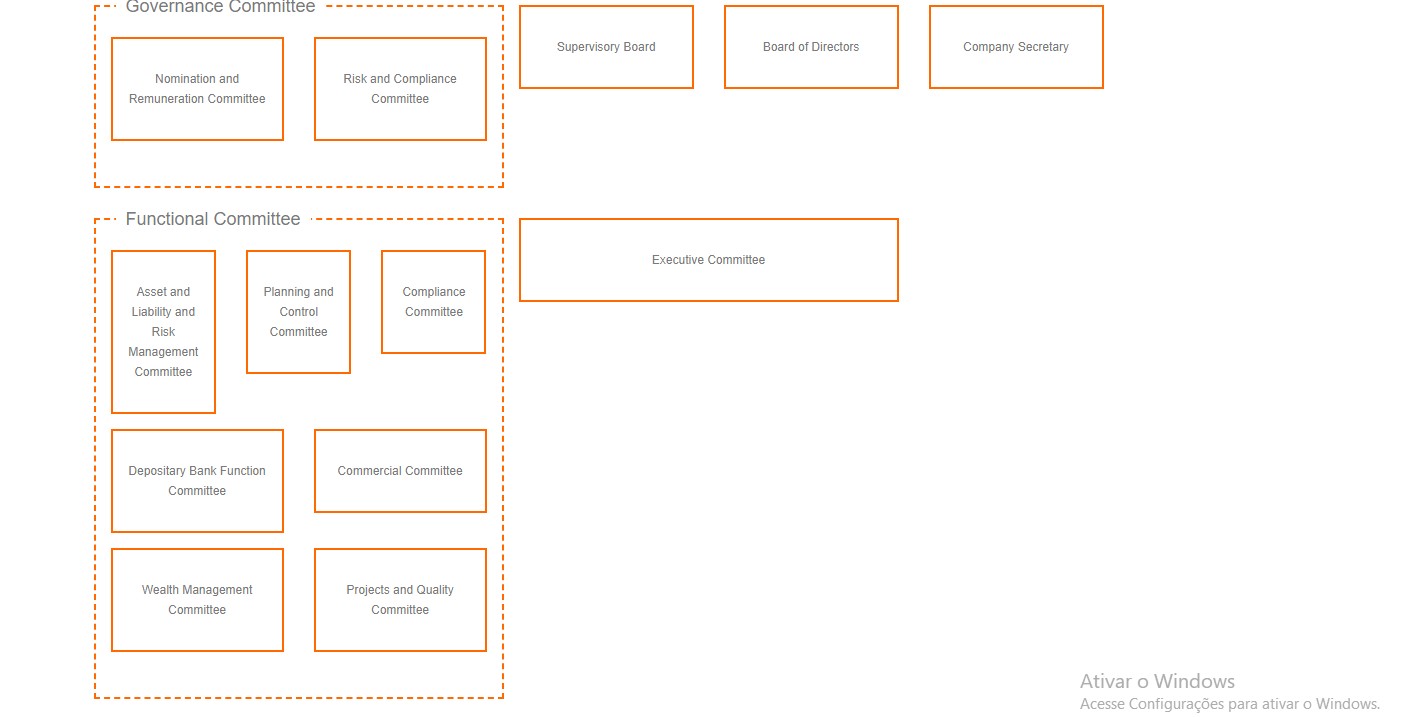 Governance Committee
Supervisory Board
Board of Directors
Company Secretary
Nomination and
Remuneration Committee
Risk and Compliance
Committee
Functional Committee
Executive Committee
Asset and
Liability and
Risk
Management
Committee
Planning and
Control
Committee
Compliance
Committee
Depositary Bank Function
Committee
Commercial Committee
Wealth Management
Committee
Projects and Quality
Committee
Ativar o Windows
Acesse Configurações para ativar o Windows.